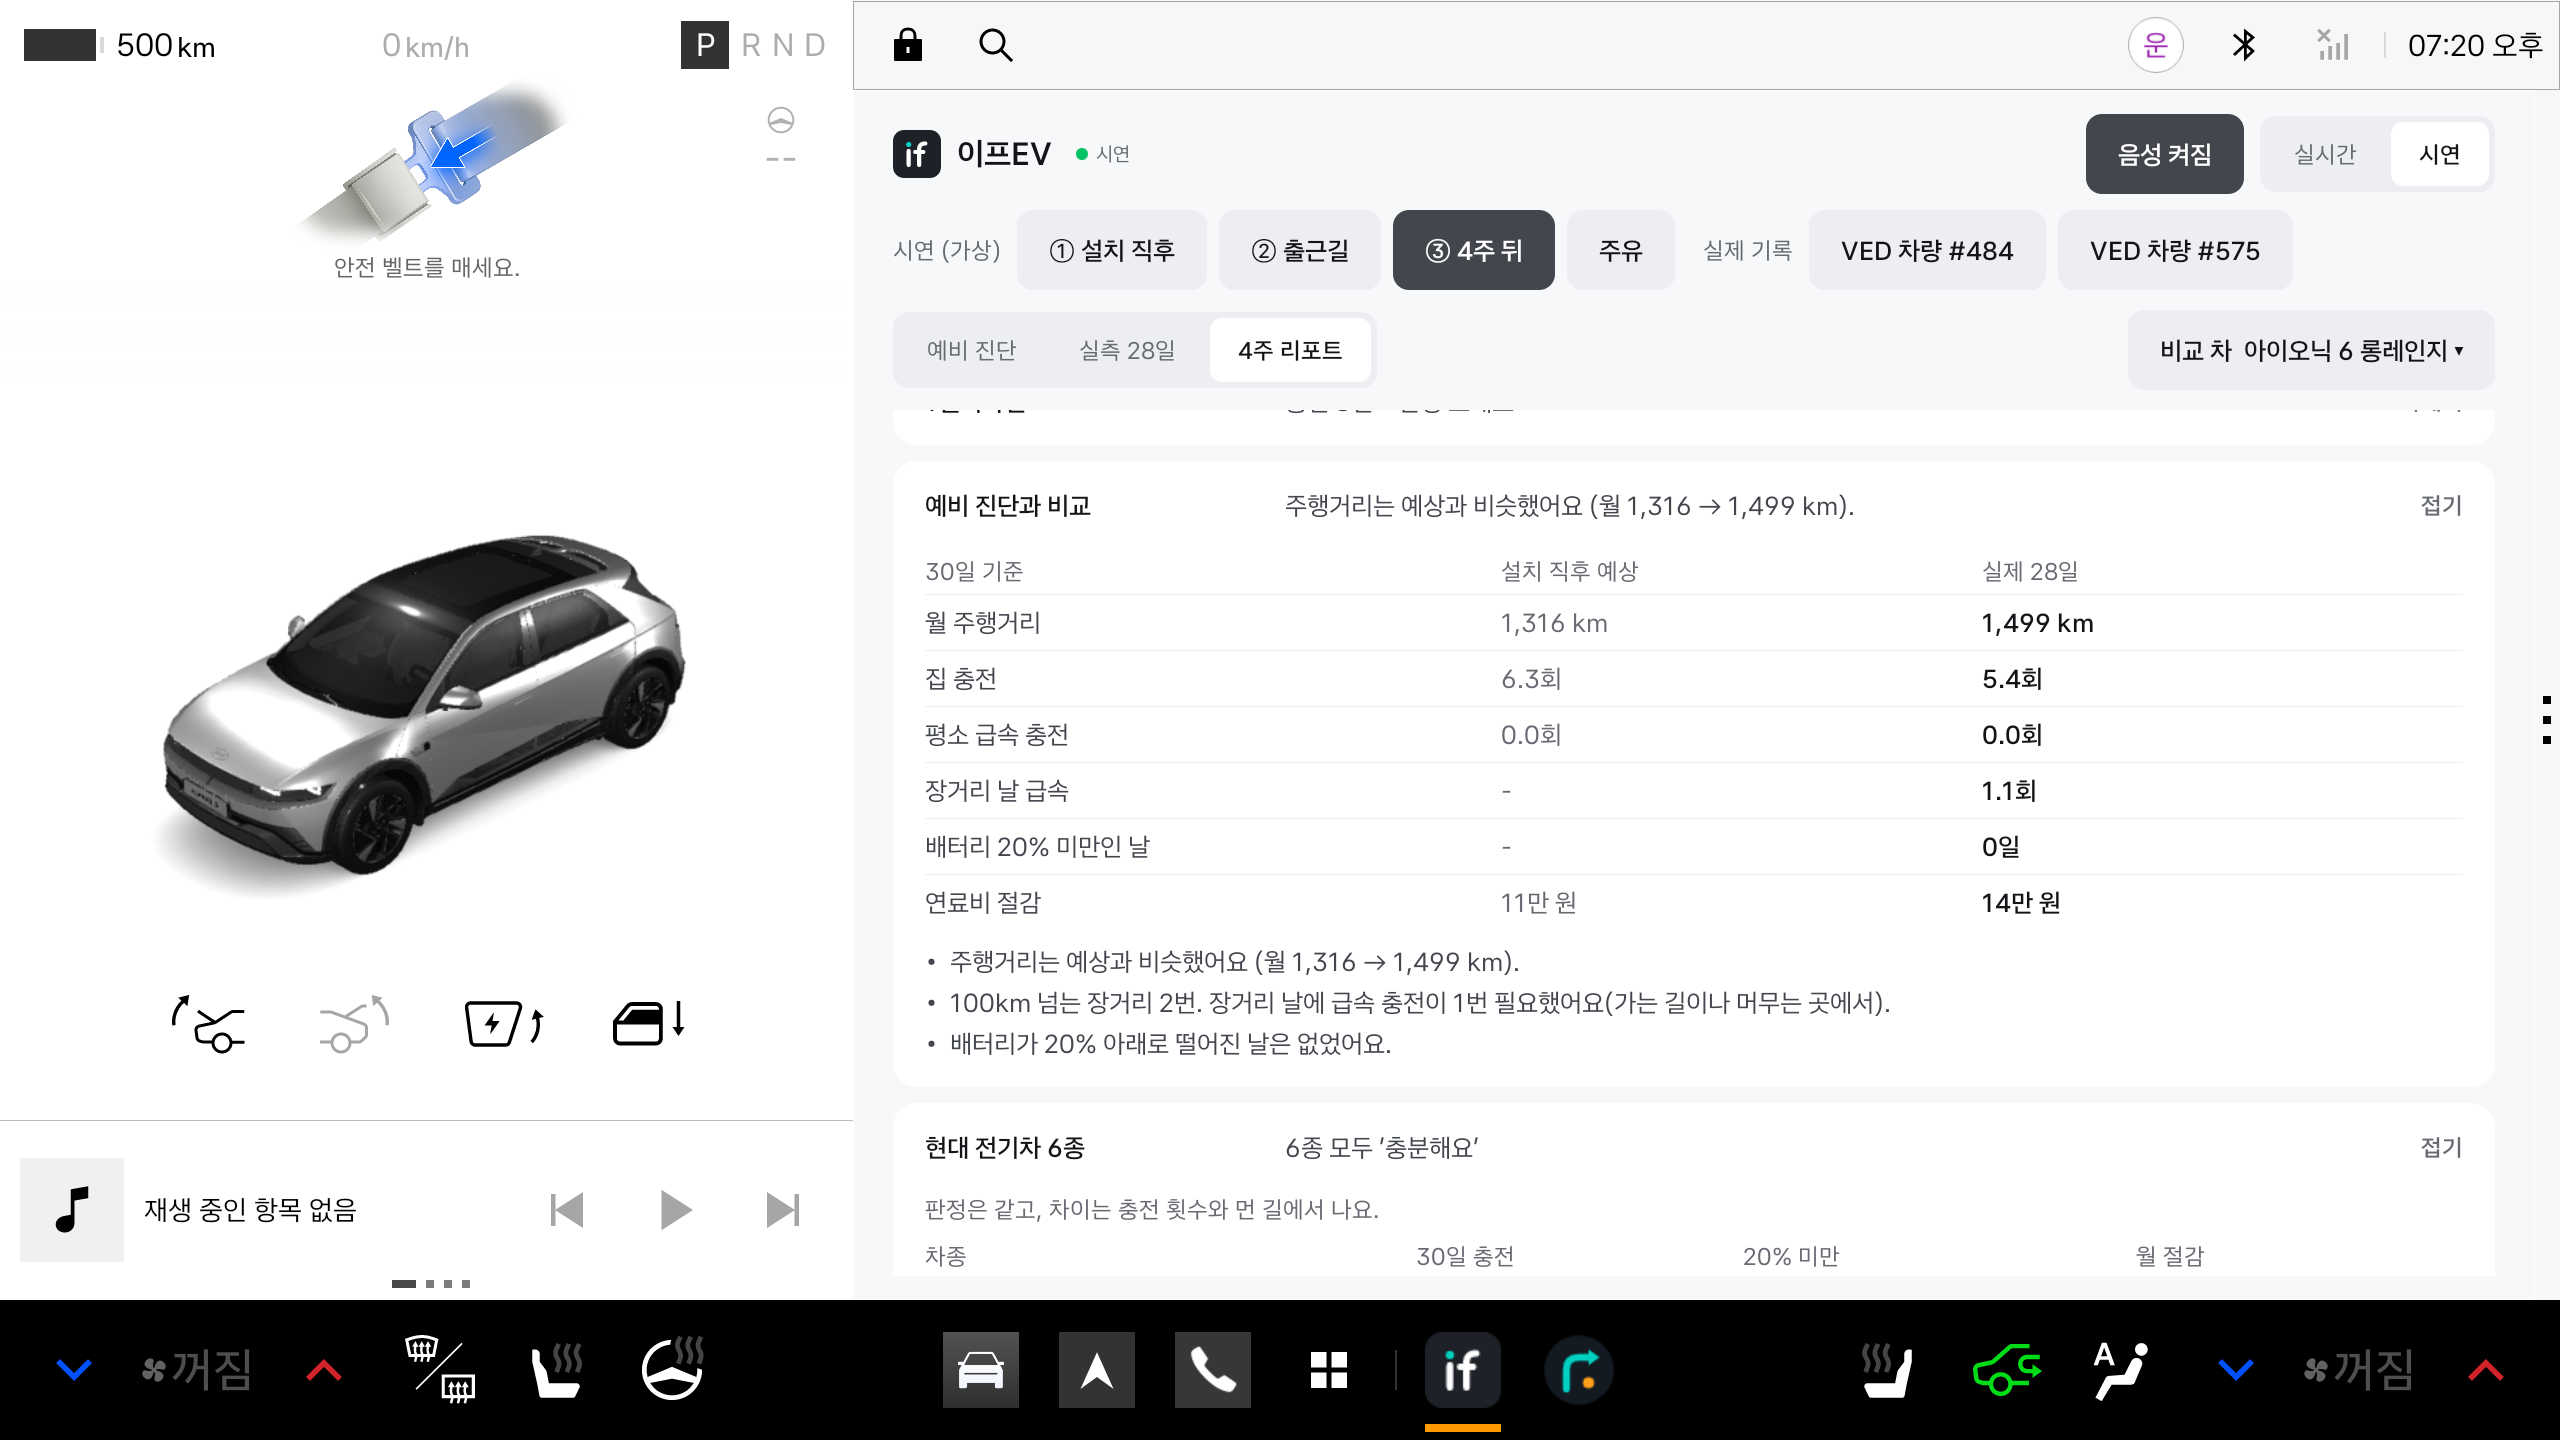 500 km
0 km/h
P R N D
안전 벨트를 매세요.
--
재생 중인 항목 없음
운
07:20 오후
if 이프EV
시연
음성 켜짐
실시간
시연
시연 (가상)
① 설치 직후
② 출근길
③ 4주 뒤
주유
실제 기록
VED 차량 #484
VED 차량 #575
예비 진단
실측 28일
4주 리포트
비교 차 아이오닉 6 롱레인지 ▾
예비 진단과 비교
주행거리는 예상과 비슷했어요 (월 1,316 → 1,499 km).
접기
30일 기준 설치 직후 예상 실제 28일
월 주행거리 1,316 km 1,499 km
집 충전 6.3회 5.4회
평소 급속 충전 0.0회 0.0회
장거리 날 급속 - 1.1회
배터리 20% 미만인 날 - 0일
연료비 절감 11만 원 14만 원
• 주행거리는 예상과 비슷했어요 (월 1,316 → 1,499 km).
• 100km 넘는 장거리 2번. 장거리 날에 급속 충전이 1번 필요했어요(가는 길이나 머무는 곳에서).
• 배터리가 20% 아래로 떨어진 날은 없었어요.
현대 전기차 6종
6종 모두 '충분해요'
접기
판정은 같고, 차이는 충전 횟수와 먼 길에서 나요.
차종 30일 충전 20% 미만 월 절감
꺼짐
if
A
꺼짐